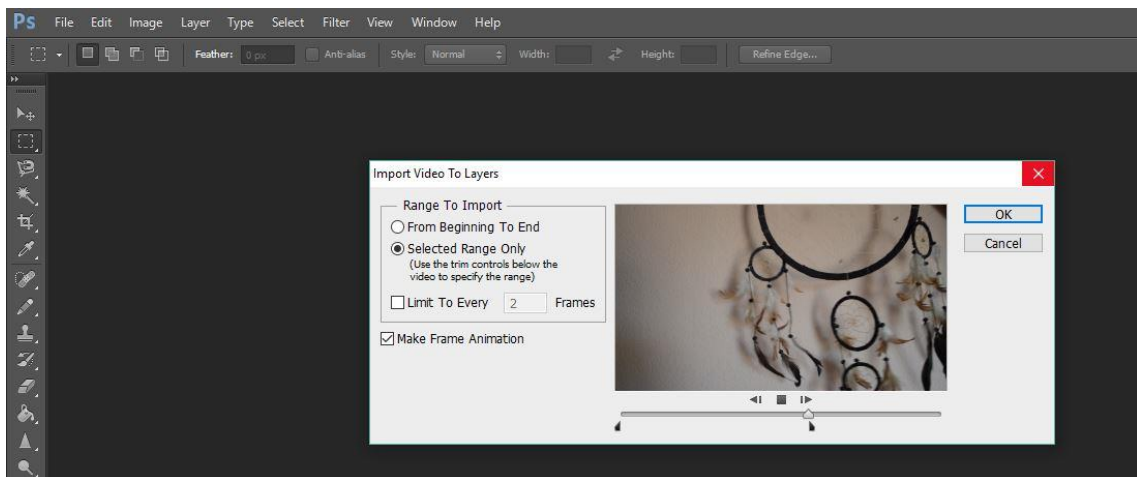 Ps File Edit Image Layer Type Select Filter View Window Help
Feather: 0 px Anti-alias Style: Normal Width: Height: Refine Edge...
Import Video To Layers
Range To Import
From Beginning To End
Selected Range Only
(Use the trim controls below the
video to specify the range)
Limit To Every 2 Frames
Make Frame Animation
OK
Cancel